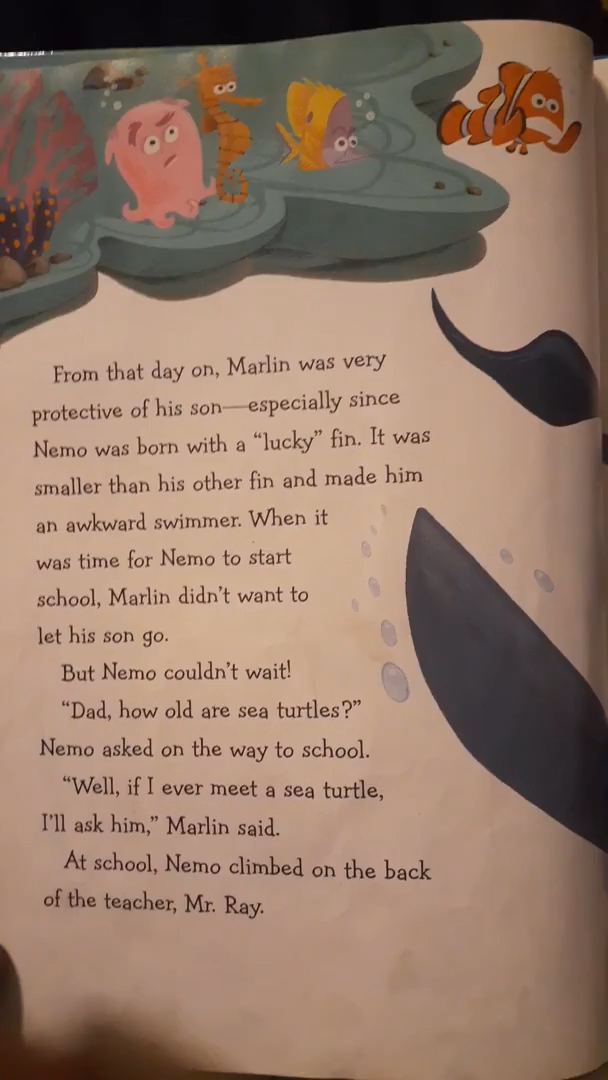 From that day on, Marlin was very
protective of his son—especially since
Nemo was born with a “lucky” fin. It was
smaller than his other fin and made him
an awkward swimmer. When it
was time for Nemo to start
school, Marlin didn’t want to
let his son go.
But Nemo couldn’t wait!
“Dad, how old are sea turtles?”
Nemo asked on the way to school.
“Well, if I ever meet a sea turtle,
I’ll ask him,” Marlin said.
At school, Nemo climbed on the back
of the teacher, Mr. Ray.